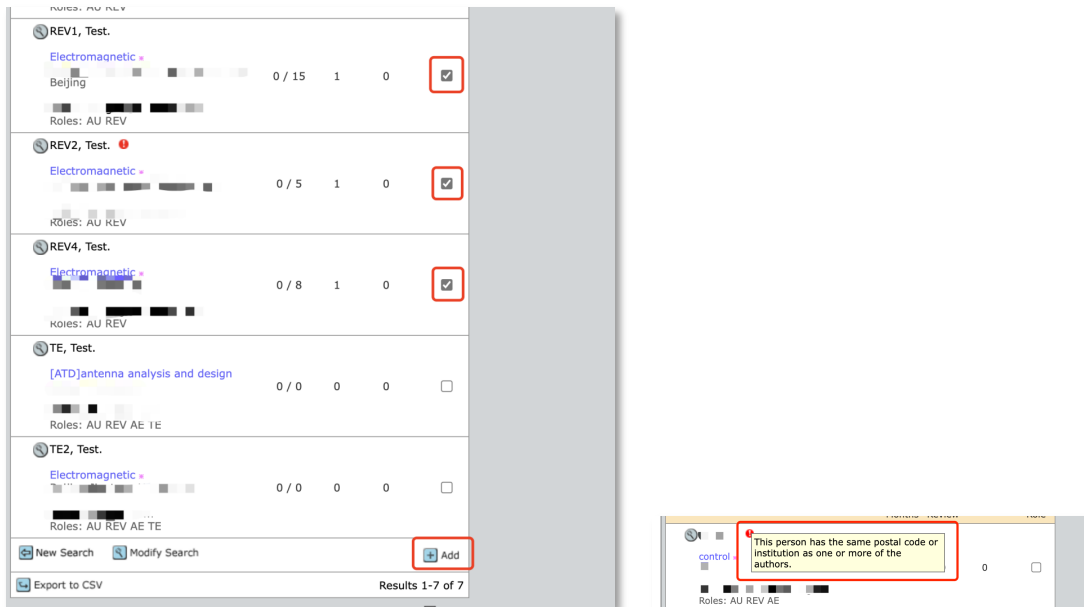 Roles: AU REV
REV1, Test.
Electromagnetic
Beijing
0 / 15 1 0
Roles: AU REV
REV2, Test.
Electromagnetic
0 / 5 1 0
Roles: AU REV
REV4, Test.
Electromagnetic
0 / 8 1 0
Roles: AU REV
TE, Test.
[ATD]antenna analysis and design
0 / 0 0 0
Roles: AU REV AE TE
TE2, Test.
Electromagnetic
0 / 0 0 0
Roles: AU REV AE TE
New Search Modify Search Add
Export to CSV Results 1-7 of 7
Months Review Role
This person has the same postal code or
institution as one or more of the
authors.
control
0
Roles: AU REV AE